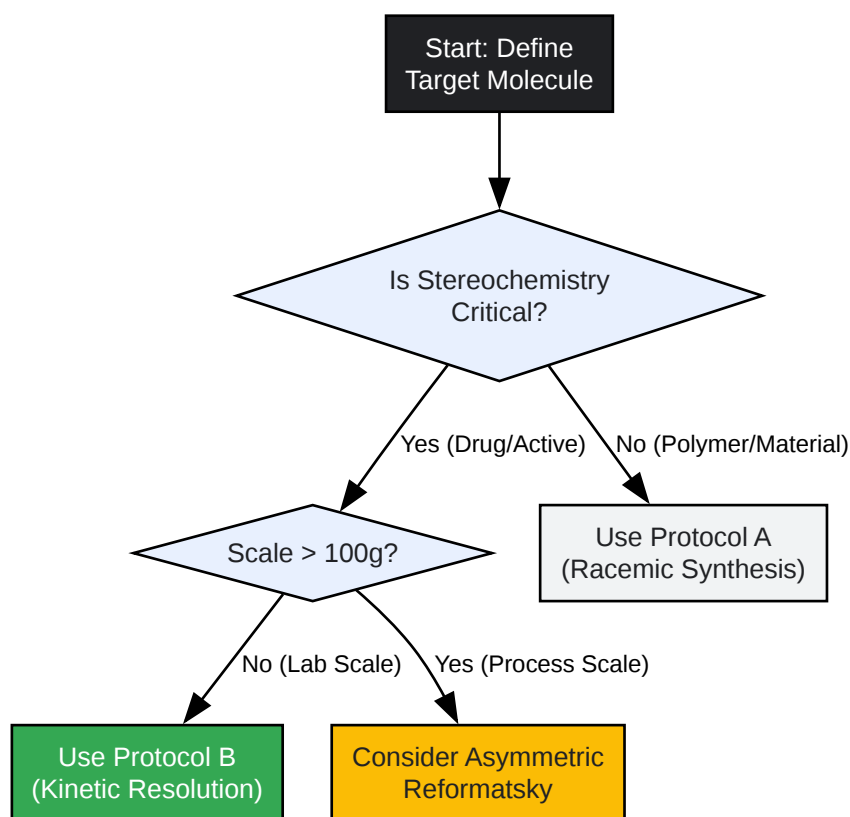 Start: Define
Target Molecule
Is Stereochemistry
Critical?
Yes (Drug/Active)
No (Polymer/Material)
Scale > 100g?
Use Protocol A
(Racemic Synthesis)
No (Lab Scale)
Yes (Process Scale)
Use Protocol B
(Kinetic Resolution)
Consider Asymmetric
Reformatsky